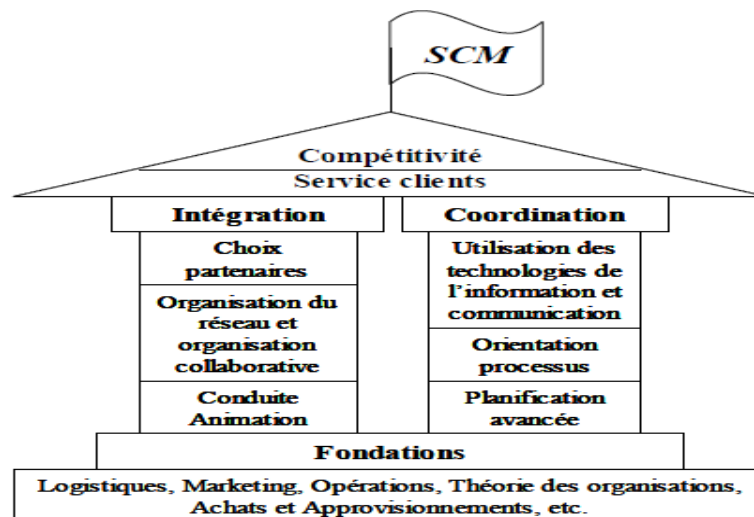 SCM
Compétitivité
Service clients
Intégration
Choix
partenaires
Organisation du
réseau et
organisation
collaborative
Conduite
Animation
Coordination
Utilisation des
technologies de
l'information et
communication
Orientation
processus
Planification
avancée
Fondations
Logistiques, Marketing, Opérations, Théorie des organisations,
Achats et Approvisionnements, etc.